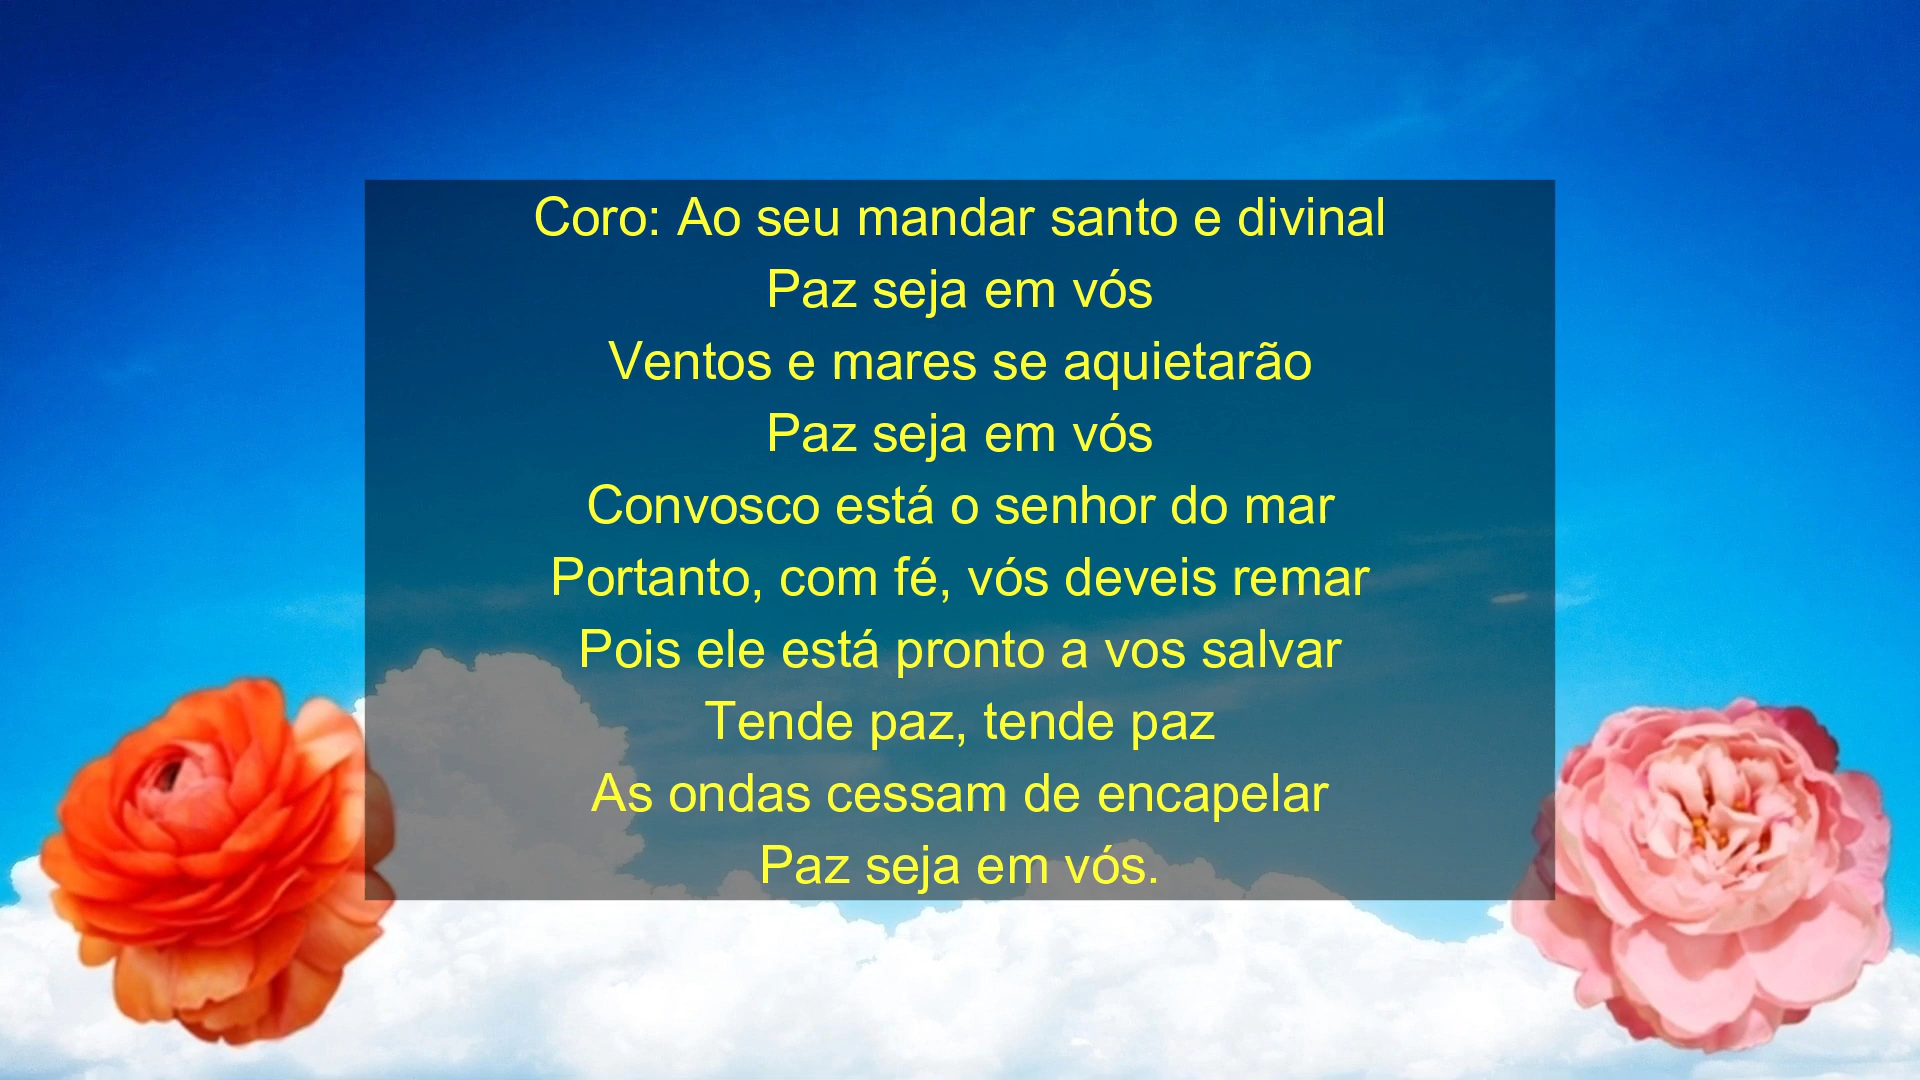 Coro: Ao seu mandar santo e divinal
Paz seja em vós
Ventos e mares se aquietarão
Paz seja em vós
Convosco está o senhor do mar
Portanto, com fé, vós deveis remar
Pois ele está pronto a vos salvar
Tende paz, tende paz
As ondas cessam de encapelar
Paz seja em vós.